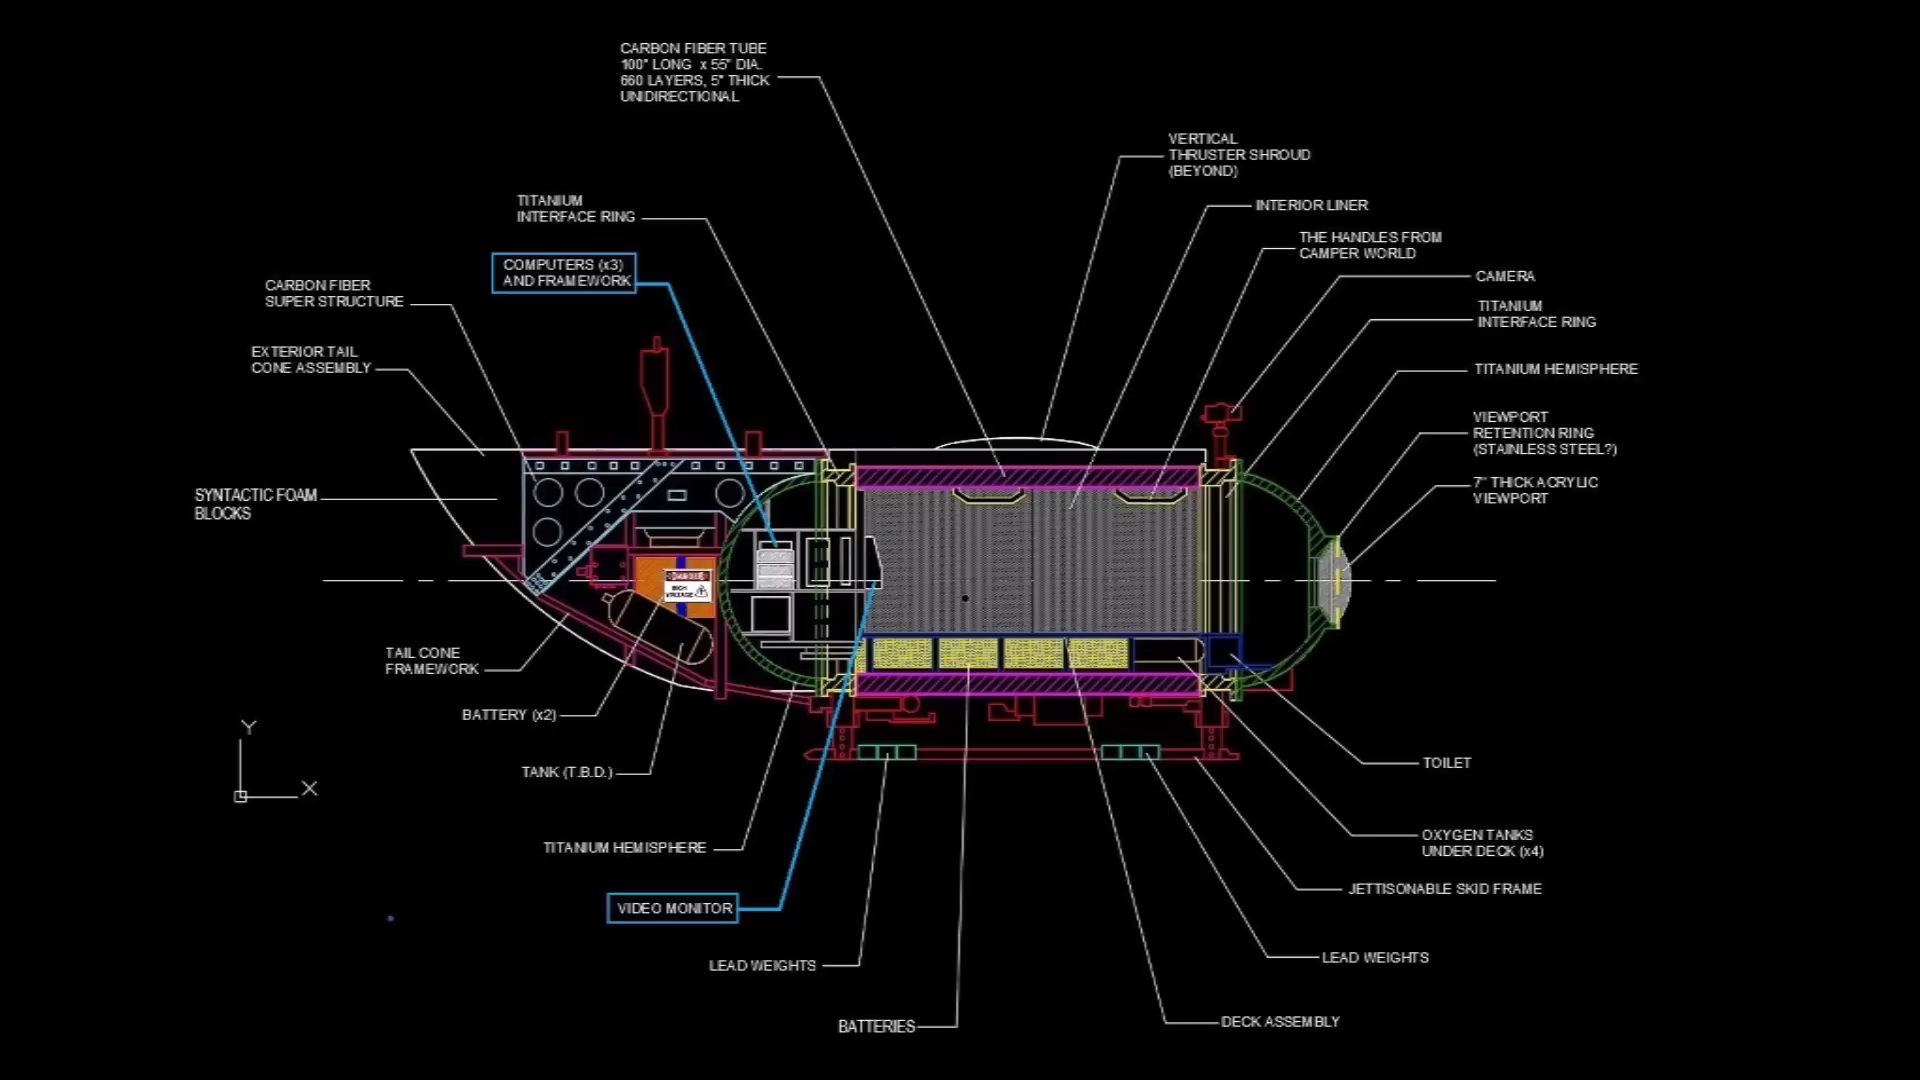 CARBON FIBER TUBE
100" LONG x 55" DIA.
660 LAYERS, 5" THICK
UNIDIRECTIONAL
VERTICAL
THRUSTER SHROUD
(BEYOND)
TITANIUM
INTERFACE RING
INTERIOR LINER
THE HANDLES FROM
CAMPER WORLD
COMPUTERS (x3)
AND FRAMEWORK
CAMERA
CARBON FIBER
SUPER STRUCTURE
TITANIUM
INTERFACE RING
EXTERIOR TAIL
CONE ASSEMBLY
TITANIUM HEMISPHERE
VIEWPORT
RETENTION RING
(STAINLESS STEEL?)
SYNTACTIC FOAM
BLOCKS
7" THICK ACRYLIC
VIEWPORT
DANGER
HIGH
VOLTAGE
TAIL CONE
FRAMEWORK
BATTERY (x2)
Y
X
TANK (T.B.D.)
TOILET
TITANIUM HEMISPHERE
OXYGEN TANKS
UNDER DECK (x4)
JETTISONABLE SKID FRAME
VIDEO MONITOR
LEAD WEIGHTS
LEAD WEIGHTS
BATTERIES
DECK ASSEMBLY